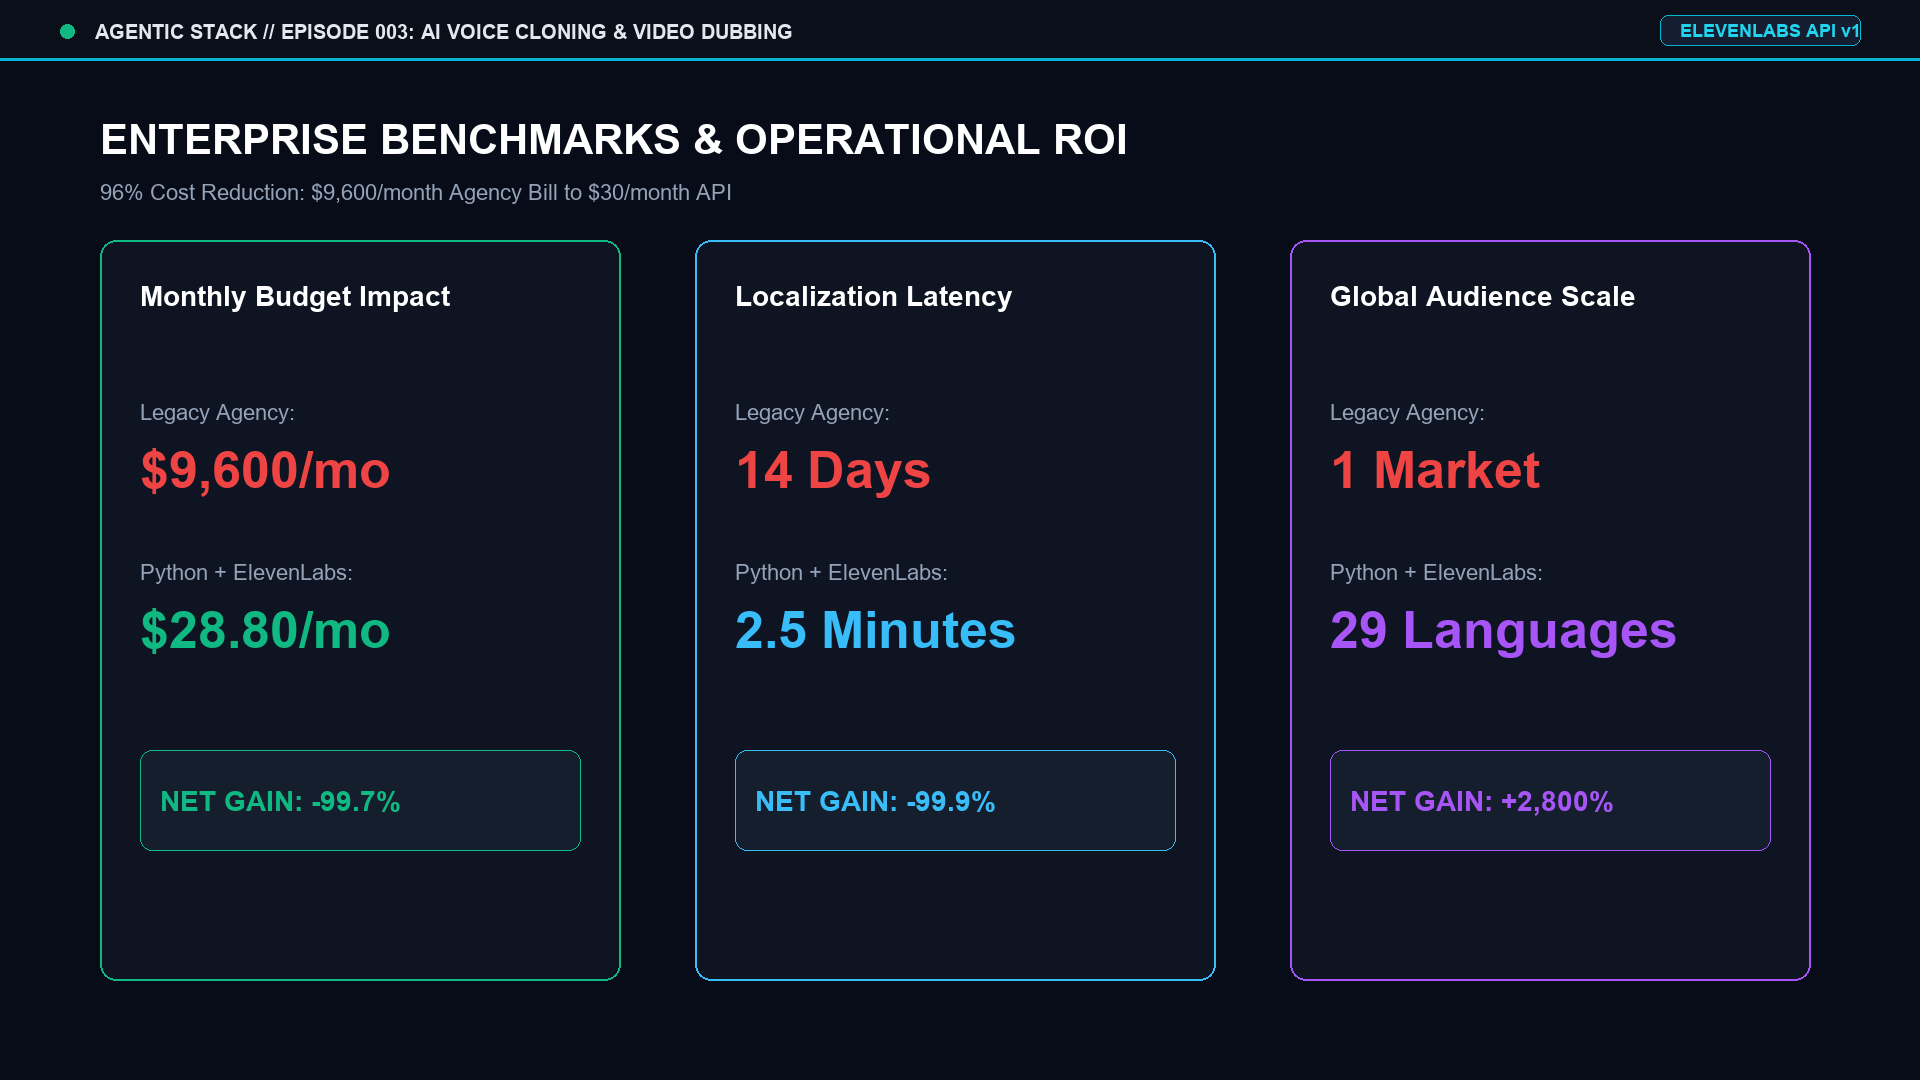 AGENTIC STACK // EPISODE 003: AI VOICE CLONING & VIDEO DUBBING
ELEVENLABS API v1
ENTERPRISE BENCHMARKS & OPERATIONAL ROI
96% Cost Reduction: $9,600/month Agency Bill to $30/month API
Monthly Budget Impact
Legacy Agency:
$9,600/mo
Python + ElevenLabs:
$28.80/mo
NET GAIN: -99.7%
Localization Latency
Legacy Agency:
14 Days
Python + ElevenLabs:
2.5 Minutes
NET GAIN: -99.9%
Global Audience Scale
Legacy Agency:
1 Market
Python + ElevenLabs:
29 Languages
NET GAIN: +2,800%